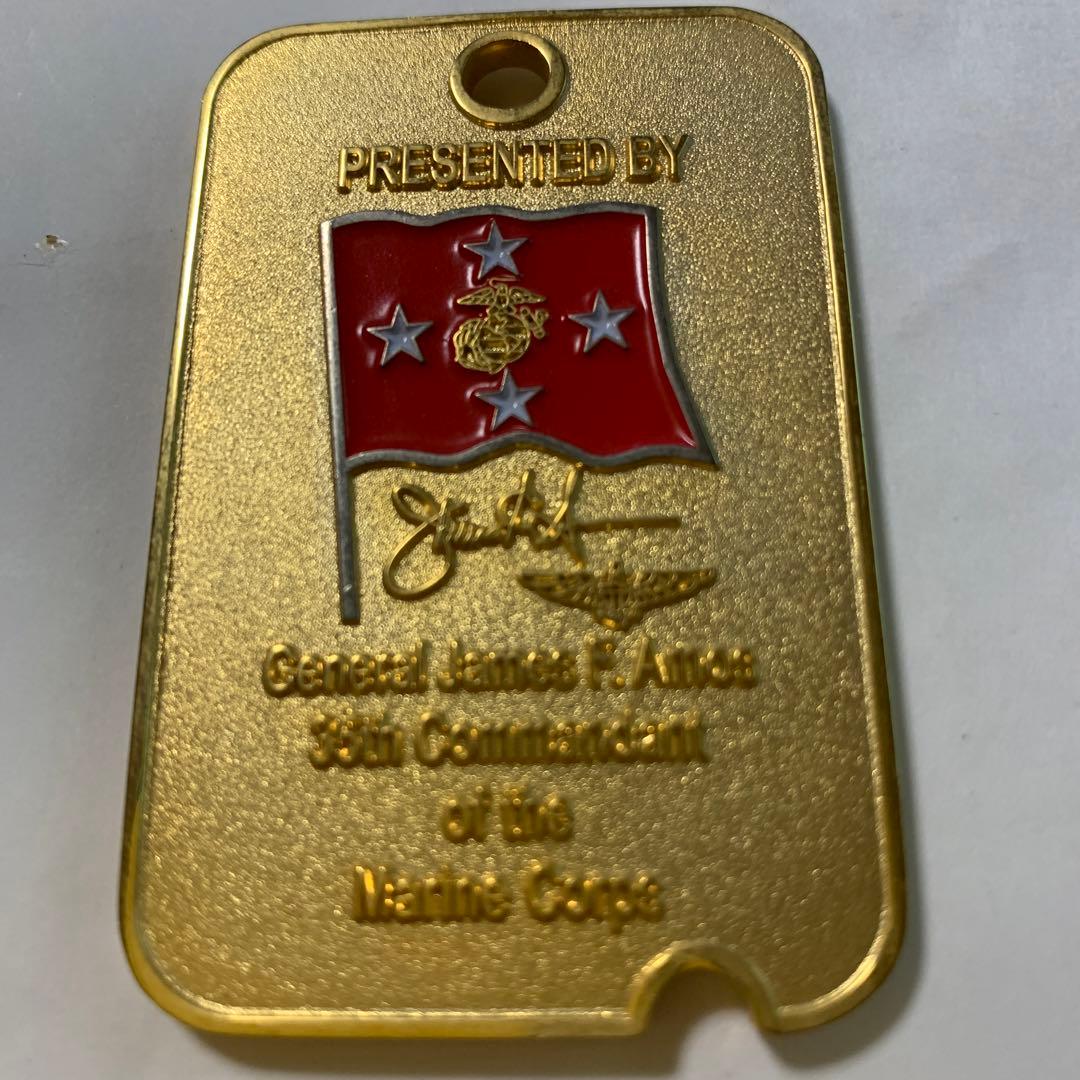 PRESENTED BY
General James F. Amos
35th Commandant
of the
Marine Corps